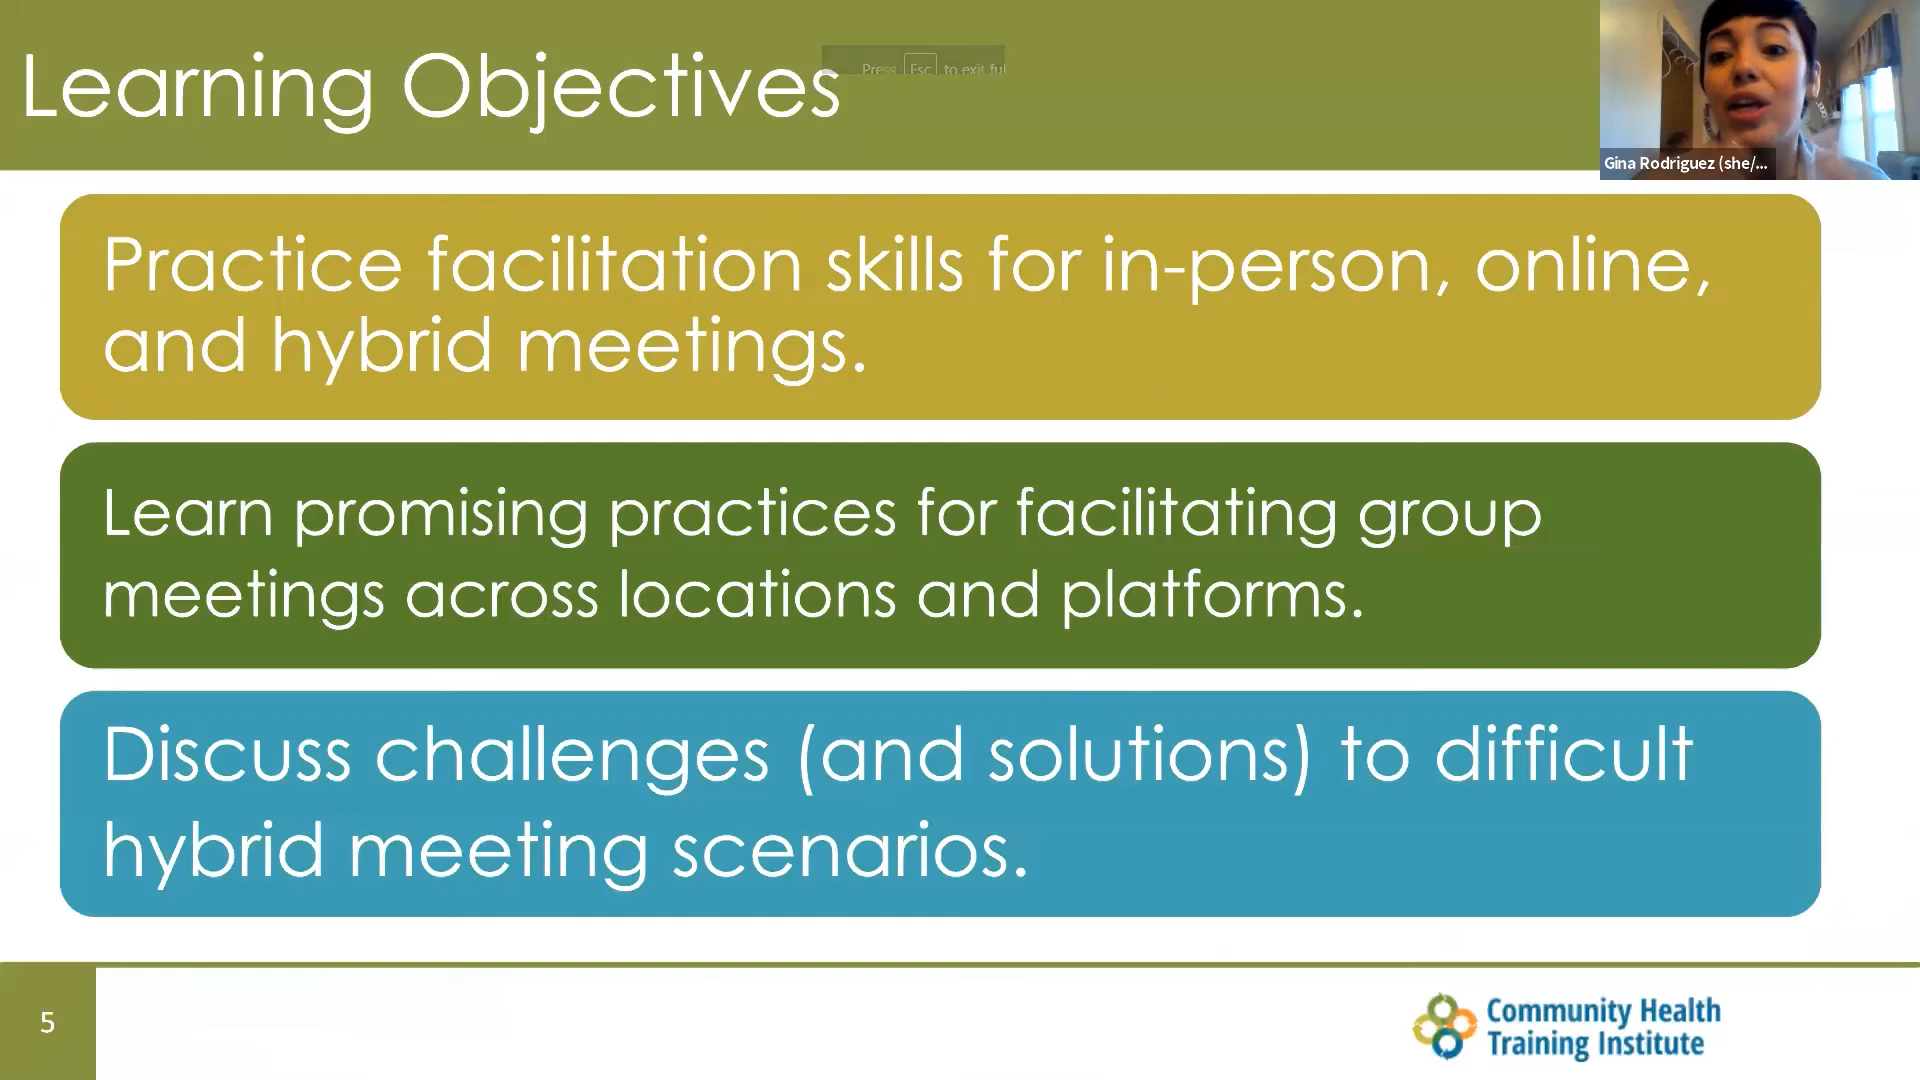 Learning Objectives
Press Esc to exit ful
Gina Rodriguez (she/...
Practice facilitation skills for in-person, online,
and hybrid meetings.
Learn promising practices for facilitating group
meetings across locations and platforms.
Discuss challenges (and solutions) to difficult
hybrid meeting scenarios.
5
Community Health
Training Institute